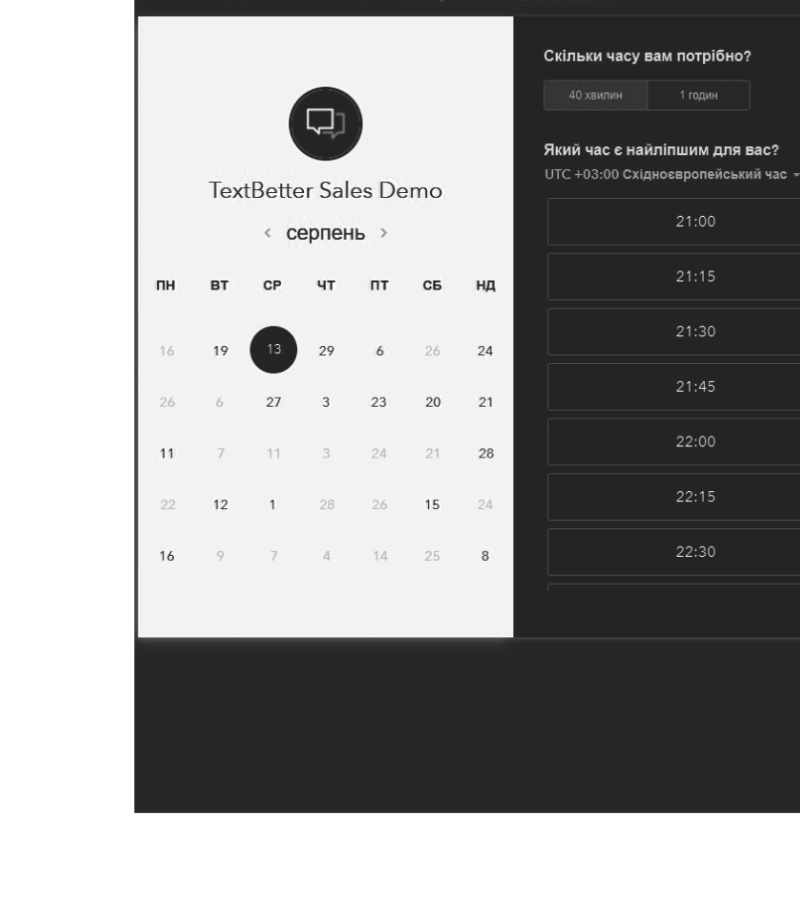 TextBetter Sales Demo
< серпень >
ПН ВТ СР ЧТ ПТ СБ НД
16 19 13 29 6 26 24
26 6 27 3 23 20 21
11 7 11 3 24 21 28
22 12 1 28 26 15 24
16 9 7 4 14 25 8
Скільки часу вам потрібно?
40 хвилин 1 годин
Який час є найліпшим для вас?
UTC +03:00 Східноєвропейський час
21:00
21:15
21:30
21:45
22:00
22:15
22:30